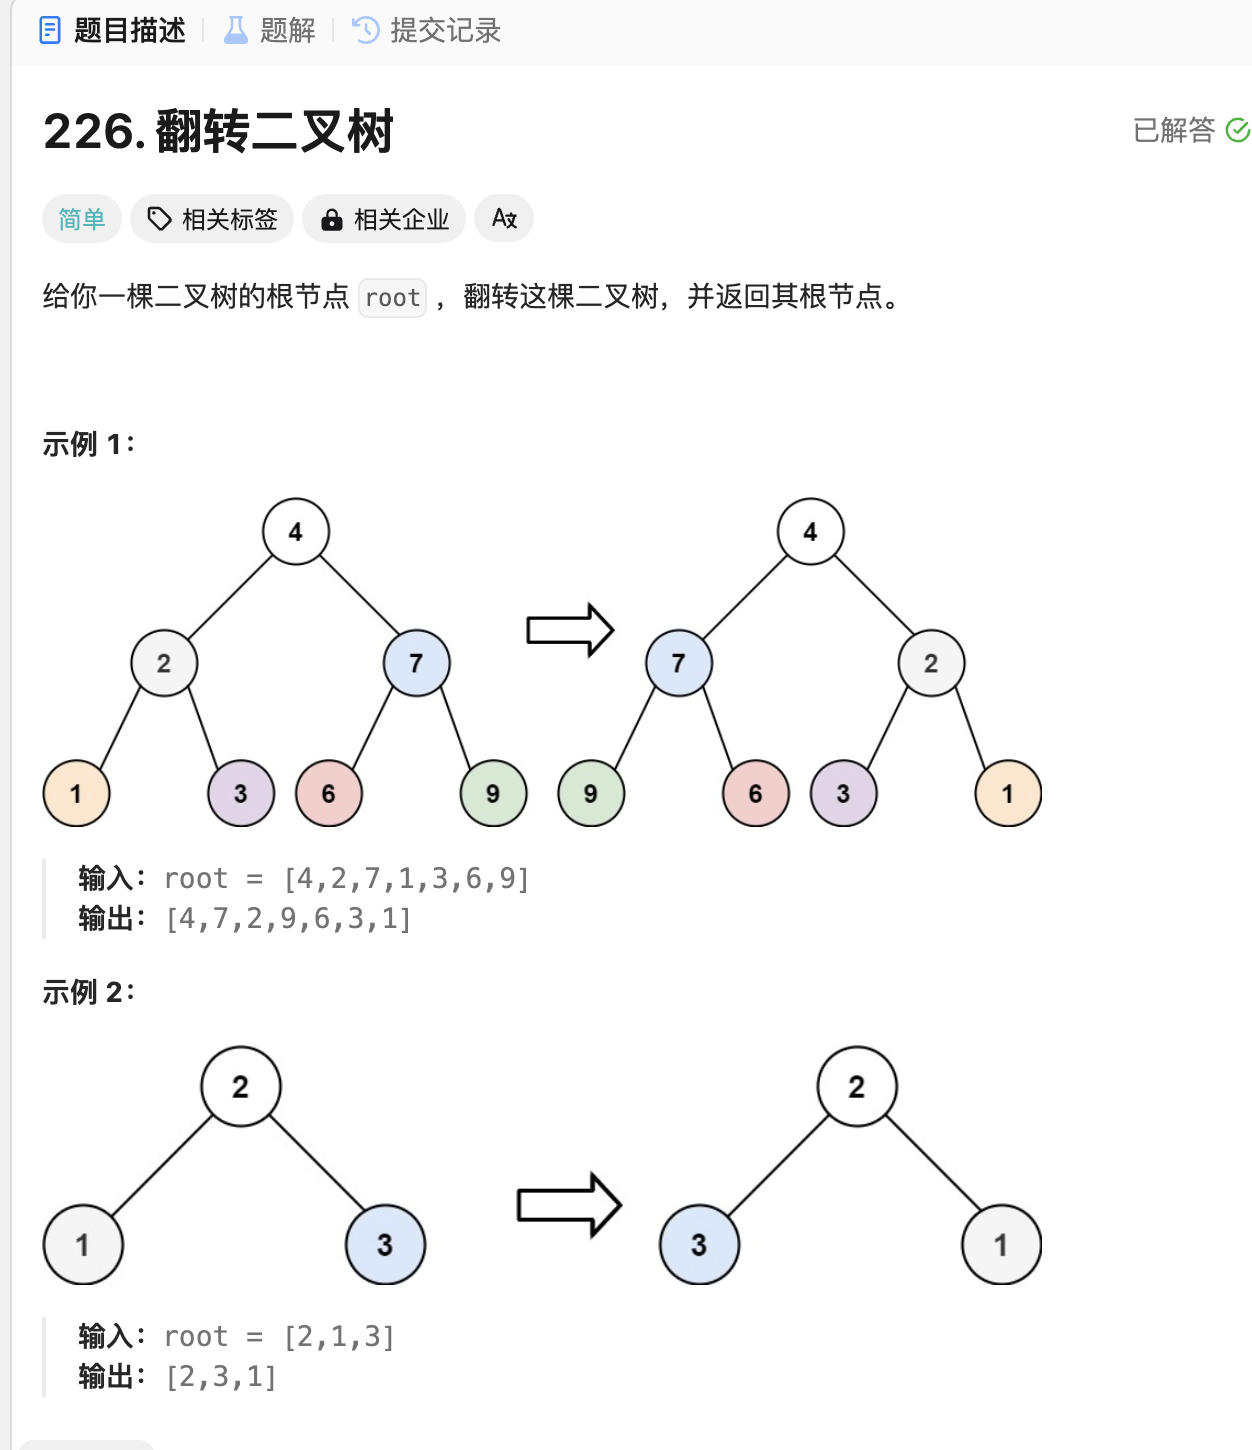 题目描述 题解 提交记录
226. 翻转二叉树
已解答
简单 相关标签 相关企业 A文
给你一棵二叉树的根节点 root ，翻转这棵二叉树，并返回其根节点。
示例 1：
4 4
2 7 7 2
1 3 6 9 9 6 3 1
输入：root = [4,2,7,1,3,6,9]
输出：[4,7,2,9,6,3,1]
示例 2：
2 2
1 3 3 1
输入：root = [2,1,3]
输出：[2,3,1]